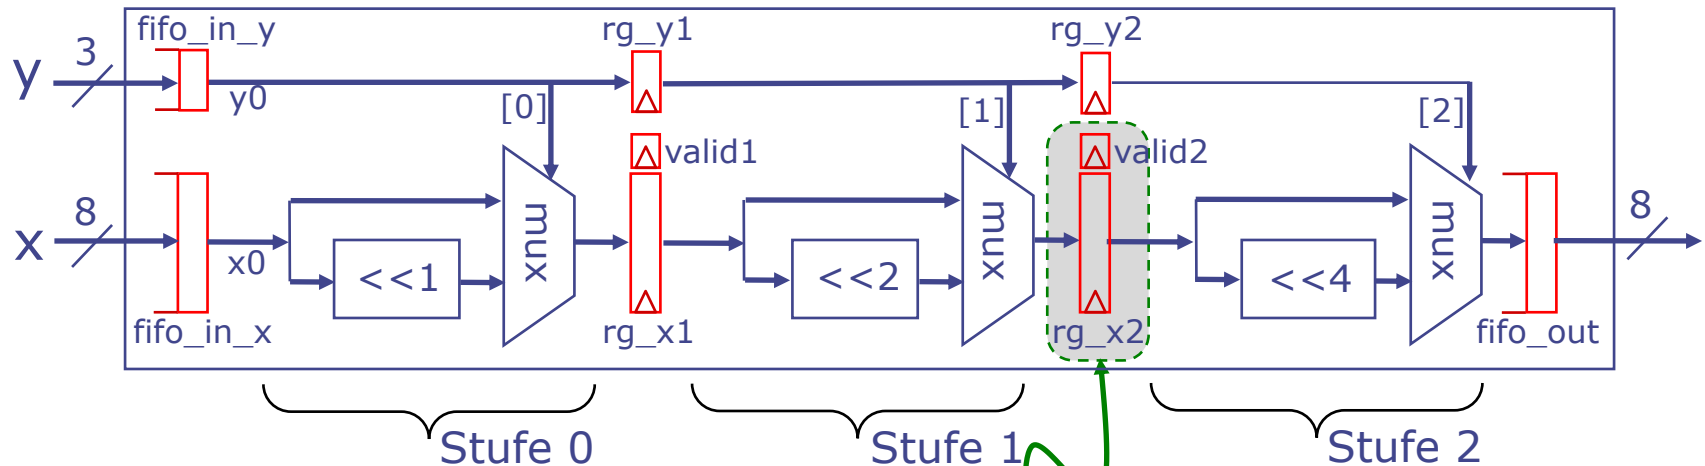 fifo_in_y
rg_y1
rg_y2
y
3
y0
[0]
[1]
[2]
valid1
valid2
x
8
x0
<<1
mux
<<2
mux
<<4
mux
8
fifo_in_x
rg_x1
rg_x2
fifo_out
Stufe 0
Stufe 1
Stufe 2